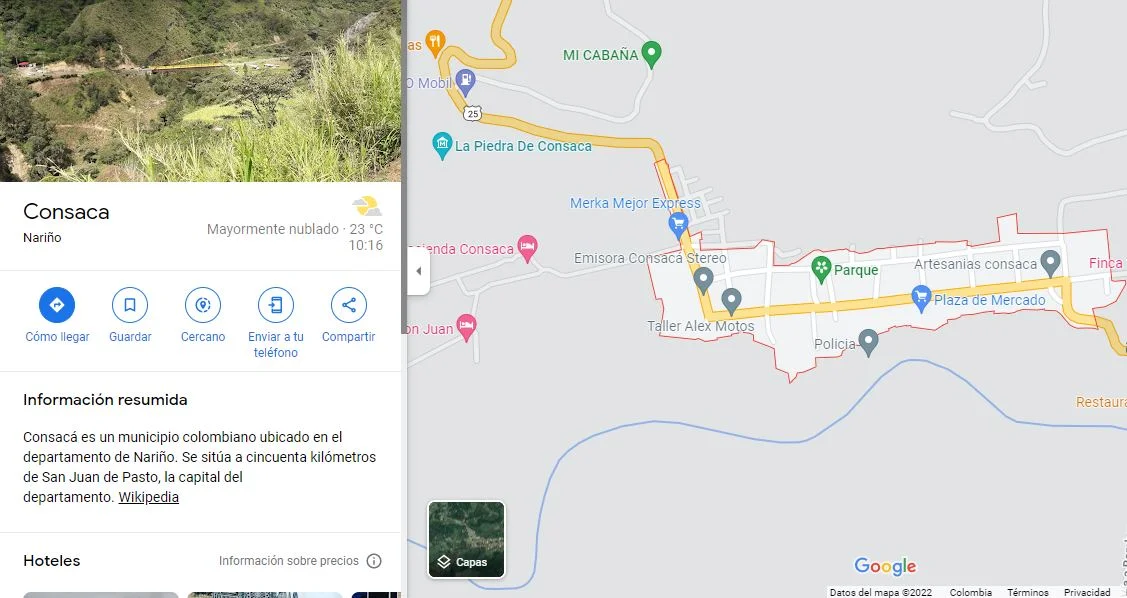 Consaca
Nariño
Mayormente nublado · 23 °C
10:16
Cómo llegar
Guardar
Cercano
Enviar a tu
teléfono
Compartir
Información resumida
Consacá es un municipio colombiano ubicado en el
departamento de Nariño. Se sitúa a cincuenta kilómetros
de San Juan de Pasto, la capital del
departamento. Wikipedia
Hoteles
Información sobre precios
MI CABAÑA
Mobil
25
La Piedra De Consaca
Merka Mejor Express
Consaca
Emisora Consacá Stereo
Parque
Artesanias consaca
Finca
Plaza de Mercado
Juan
Taller Alex Motos
Policia
Capas
Google
Datos del mapa ©2022
Colombia
Términos
Privacidad